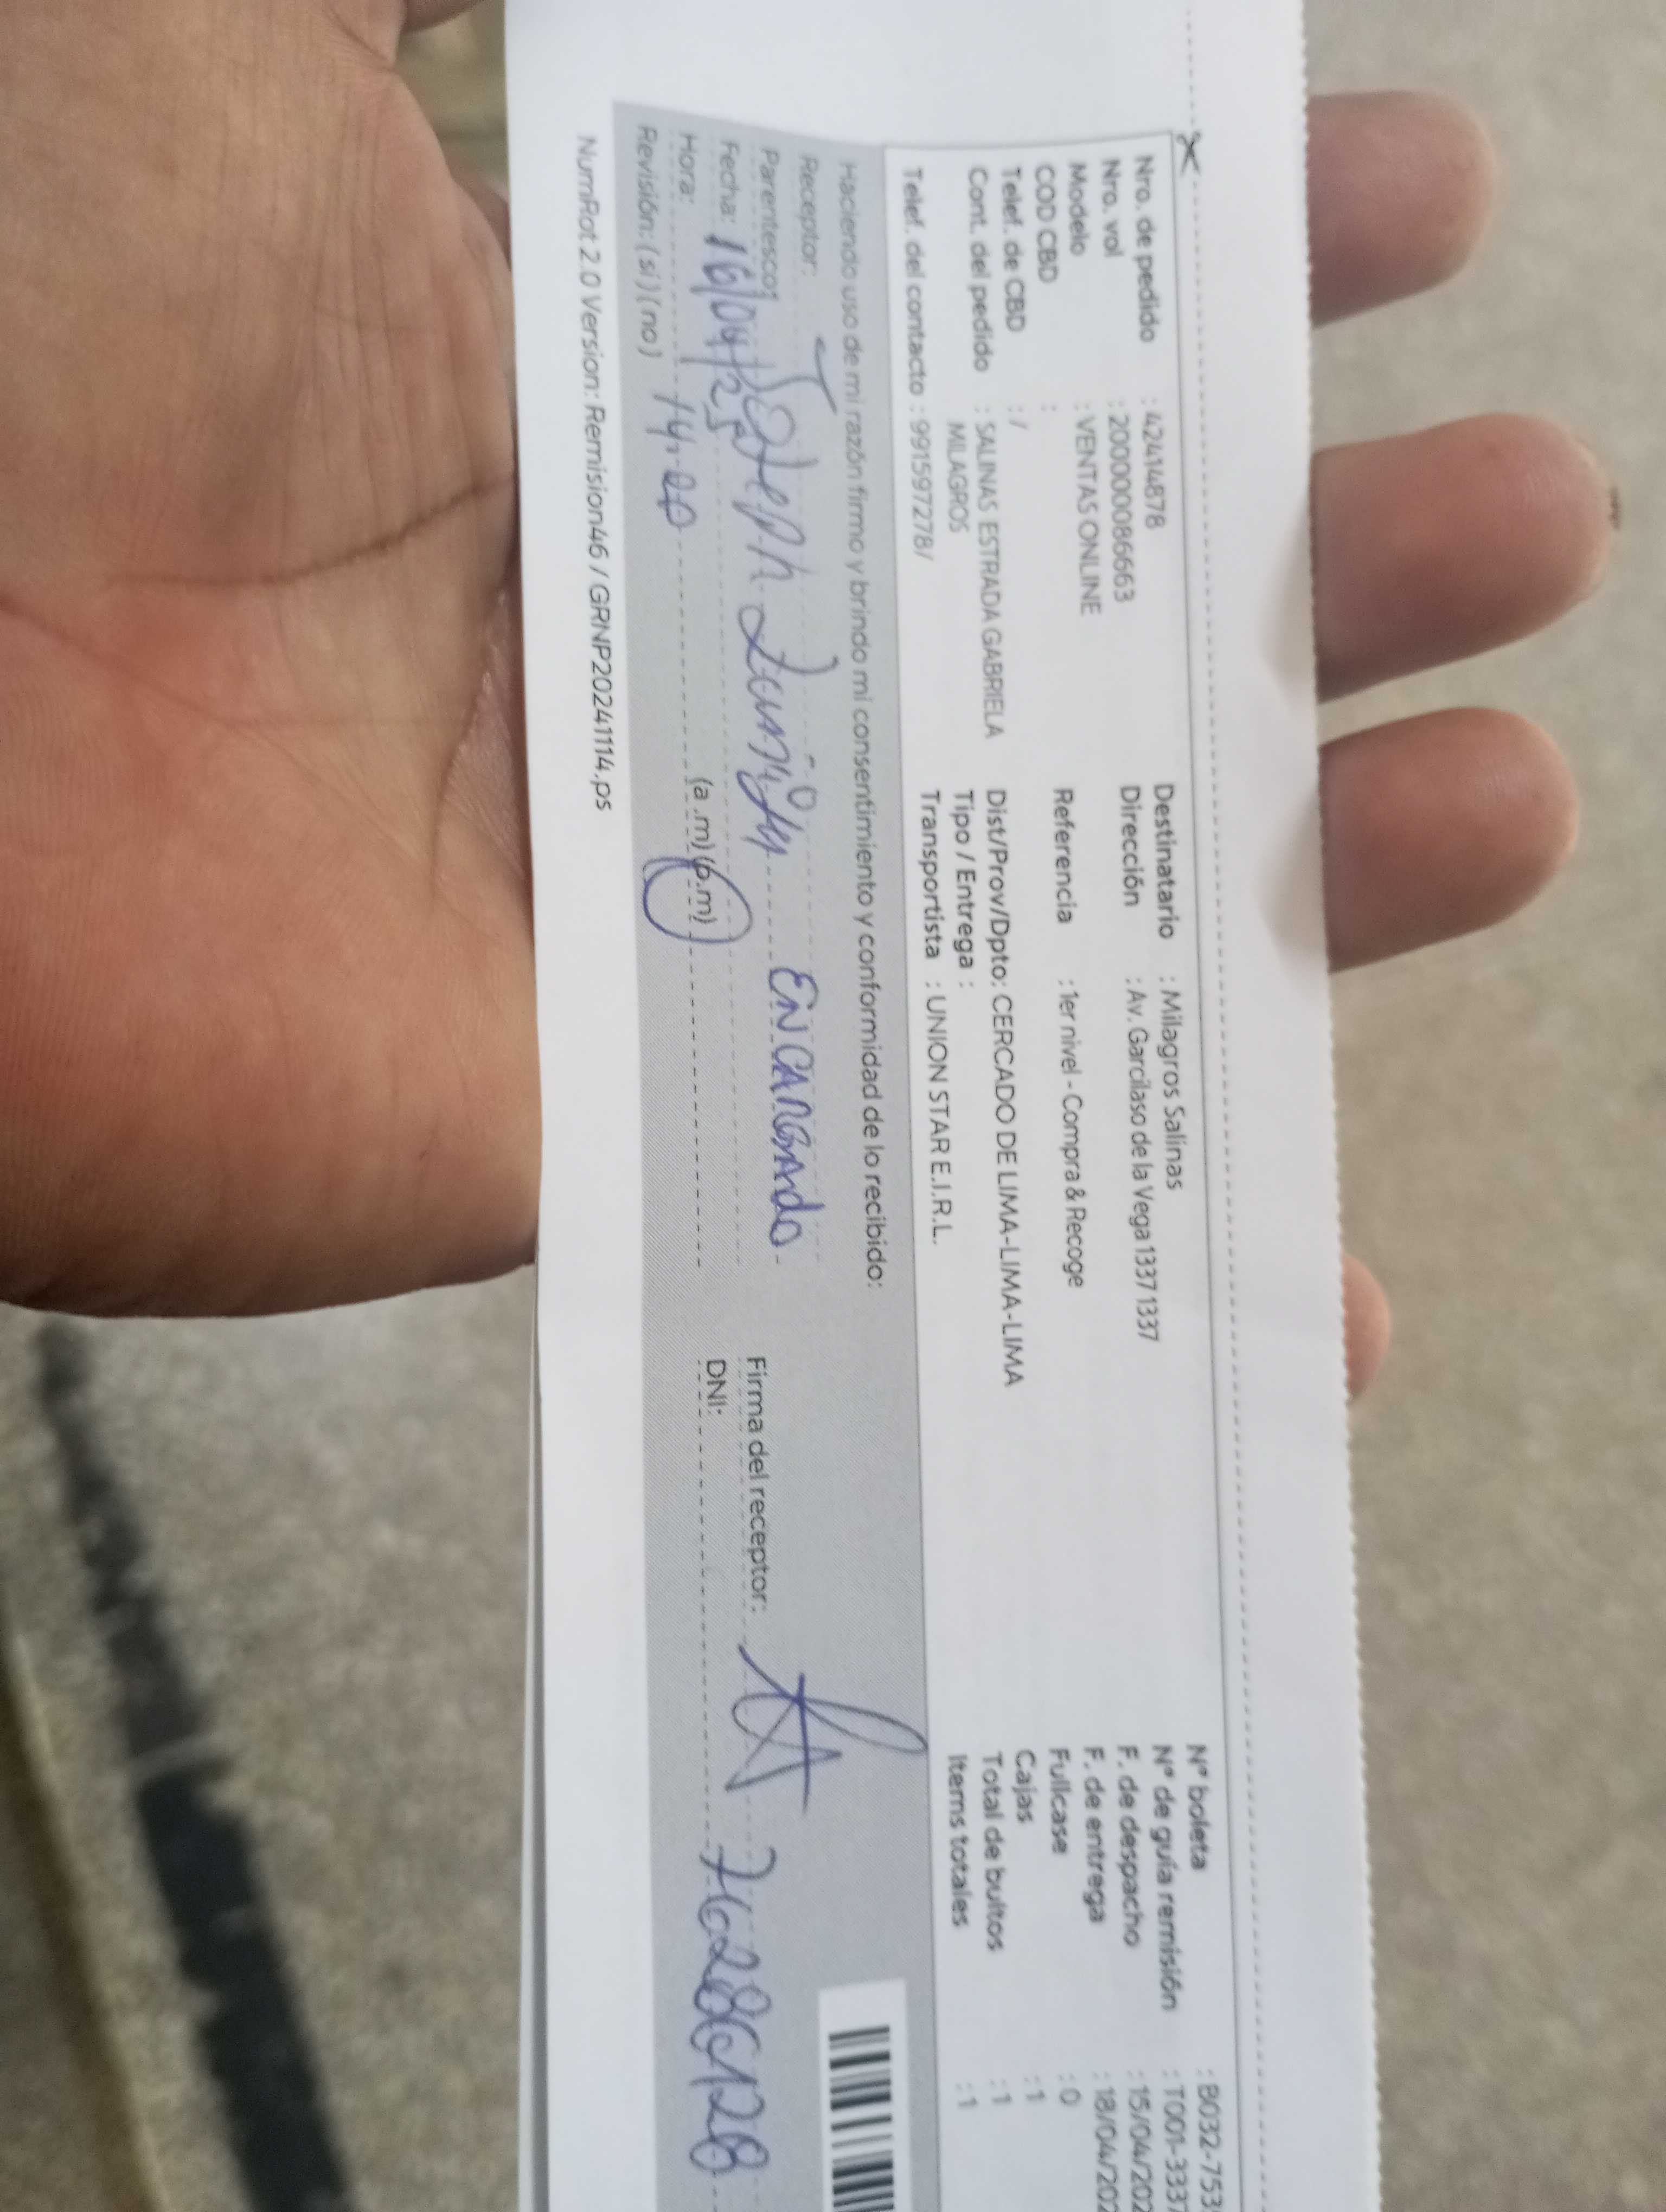 Nro. de pedido : 42414878
Nro. vol : 2000000866663
Modelo : VENTAS ONLINE
COD CBD :
Telef. de CBD : /
Cont. del pedido : SALINAS ESTRADA GABRIELA
MILAGROS
Telef. del contacto : 991597278/
Destinatario : Milagros Salinas
Dirección : Av. Garcilaso de la Vega 1337 1337
Referencia : 1er nivel - Compra & Recoge
Dist/Prov/Dpto: CERCADO DE LIMA-LIMA-LIMA
Tipo / Entrega :
Transportista : UNION STAR E.I.R.L.
Nº boleta : B032-753
Nº de guía remisión : T001-3337
F. de despacho : 15/04/202
F. de entrega : 18/04/202
Fullcase : 0
Cajas : 1
Total de bultos : 1
Items totales : 1
Haciendo uso de mi razón firmo y brindo mi consentimiento y conformidad de lo recibido:
Receptor: Joseph
Parentesco: ENCARGADO
Fecha: 16/04/25
Hora: 14:00 (a.m) (p.m)
Revisión: (si) (no)
Firma del receptor:
DNI: 70286128
NumRot 2.0 Version: Remision46 / GRNP20241114.ps